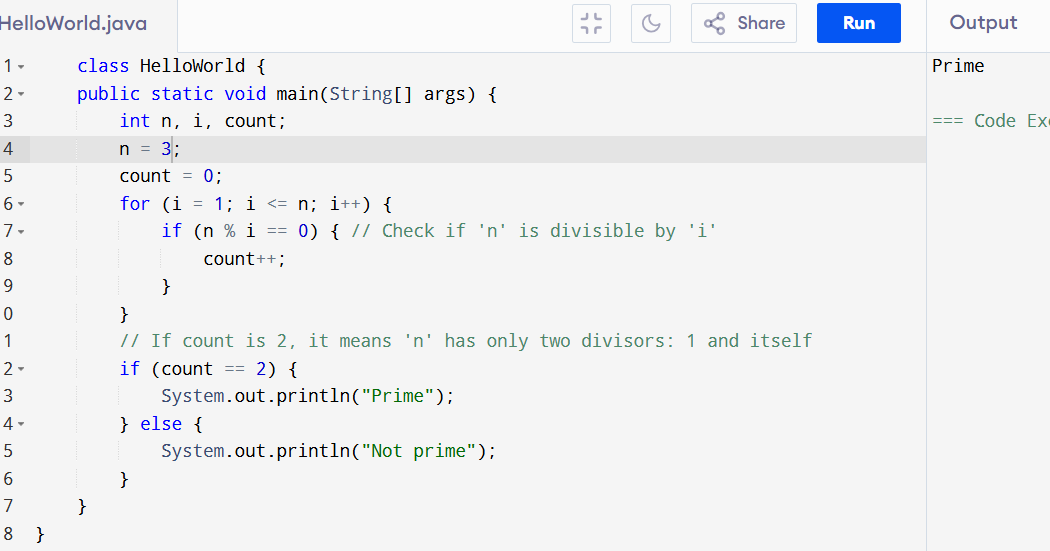 HelloWorld.java
Share
Run
Output
1 class HelloWorld {
2 public static void main(String[] args) {
3 int n, i, count;
4 n = 3;
5 count = 0;
6 for (i = 1; i <= n; i++) {
7 if (n % i == 0) { // Check if 'n' is divisible by 'i'
8 count++;
9 }
0 }
1 // If count is 2, it means 'n' has only two divisors: 1 and itself
2 if (count == 2) {
3 System.out.println("Prime");
4 } else {
5 System.out.println("Not prime");
6 }
7 }
8 }
Prime
=== Code Exe